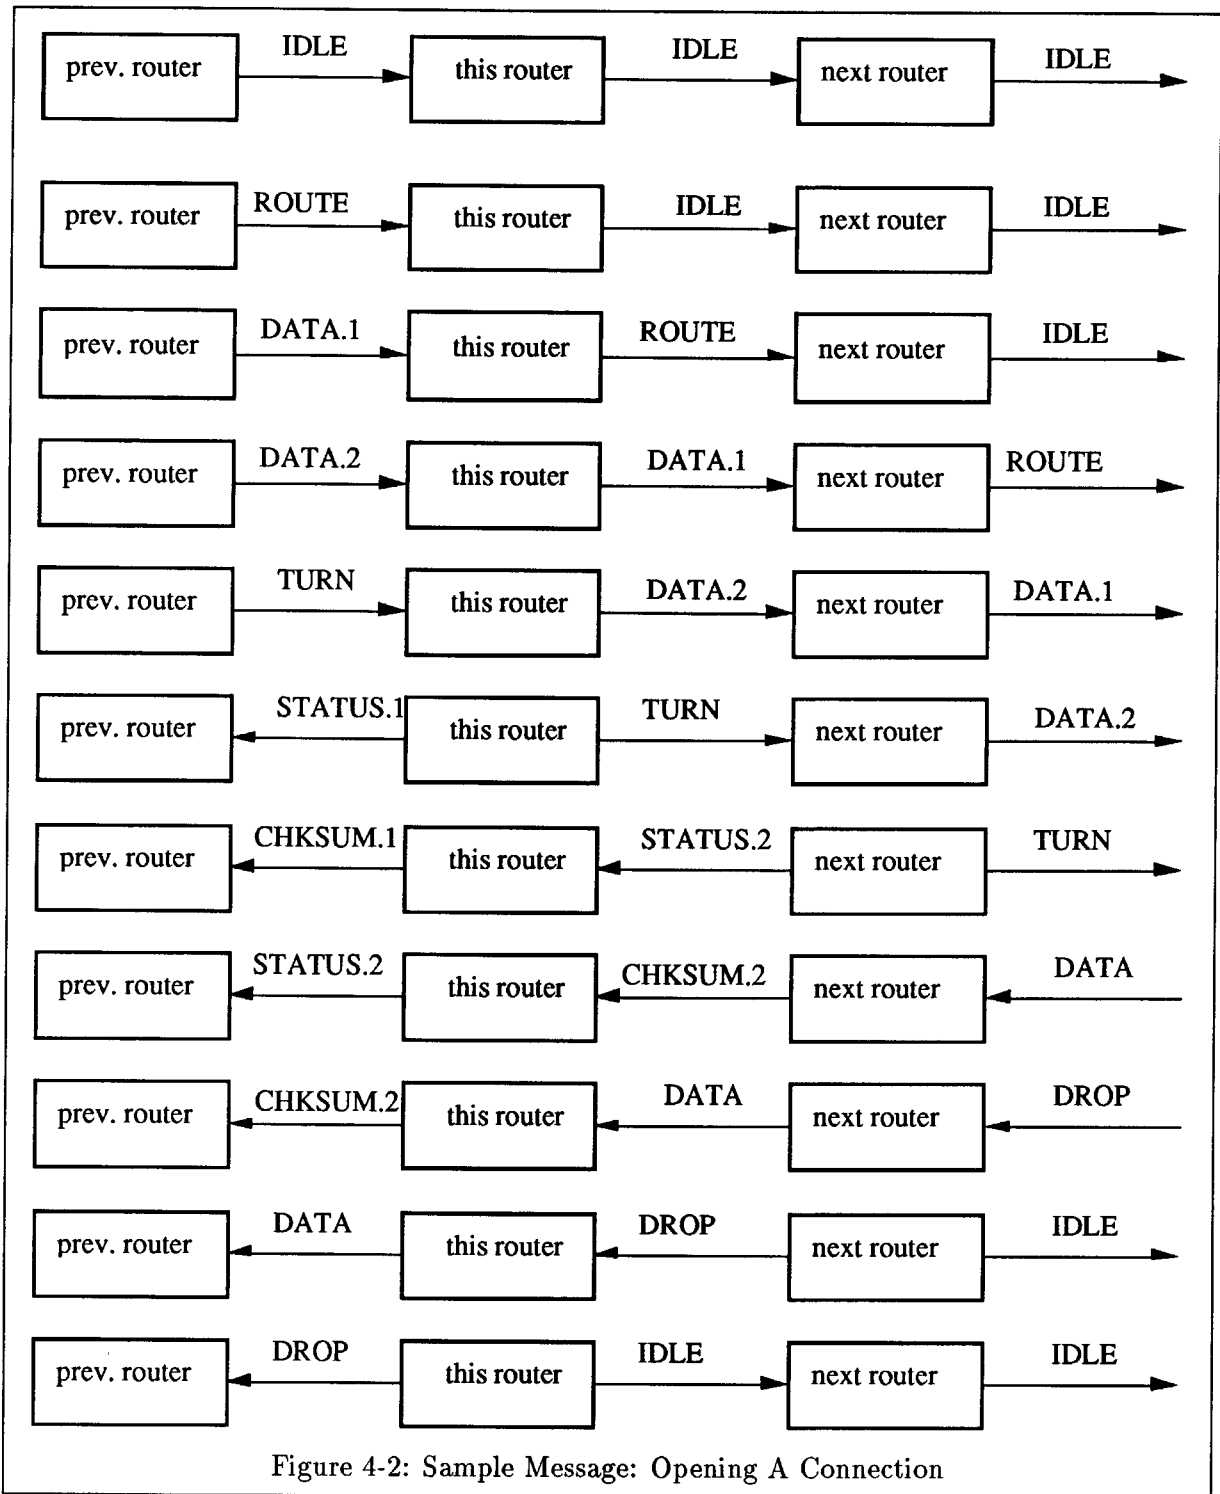 IDLE IDLE IDLE
prev. router this router next router
ROUTE IDLE IDLE
prev. router this router next router
DATA.1 ROUTE IDLE
prev. router this router next router
DATA.2 DATA.1 ROUTE
prev. router this router next router
TURN DATA.2 DATA.1
prev. router this router next router
STATUS.1 TURN DATA.2
prev. router this router next router
CHKSUM.1 STATUS.2 TURN
prev. router this router next router
STATUS.2 CHKSUM.2 DATA
prev. router this router next router
CHKSUM.2 DATA DROP
prev. router this router next router
DATA DROP IDLE
prev. router this router next router
DROP IDLE IDLE
prev. router this router next router
Figure 4-2: Sample Message: Opening A Connection